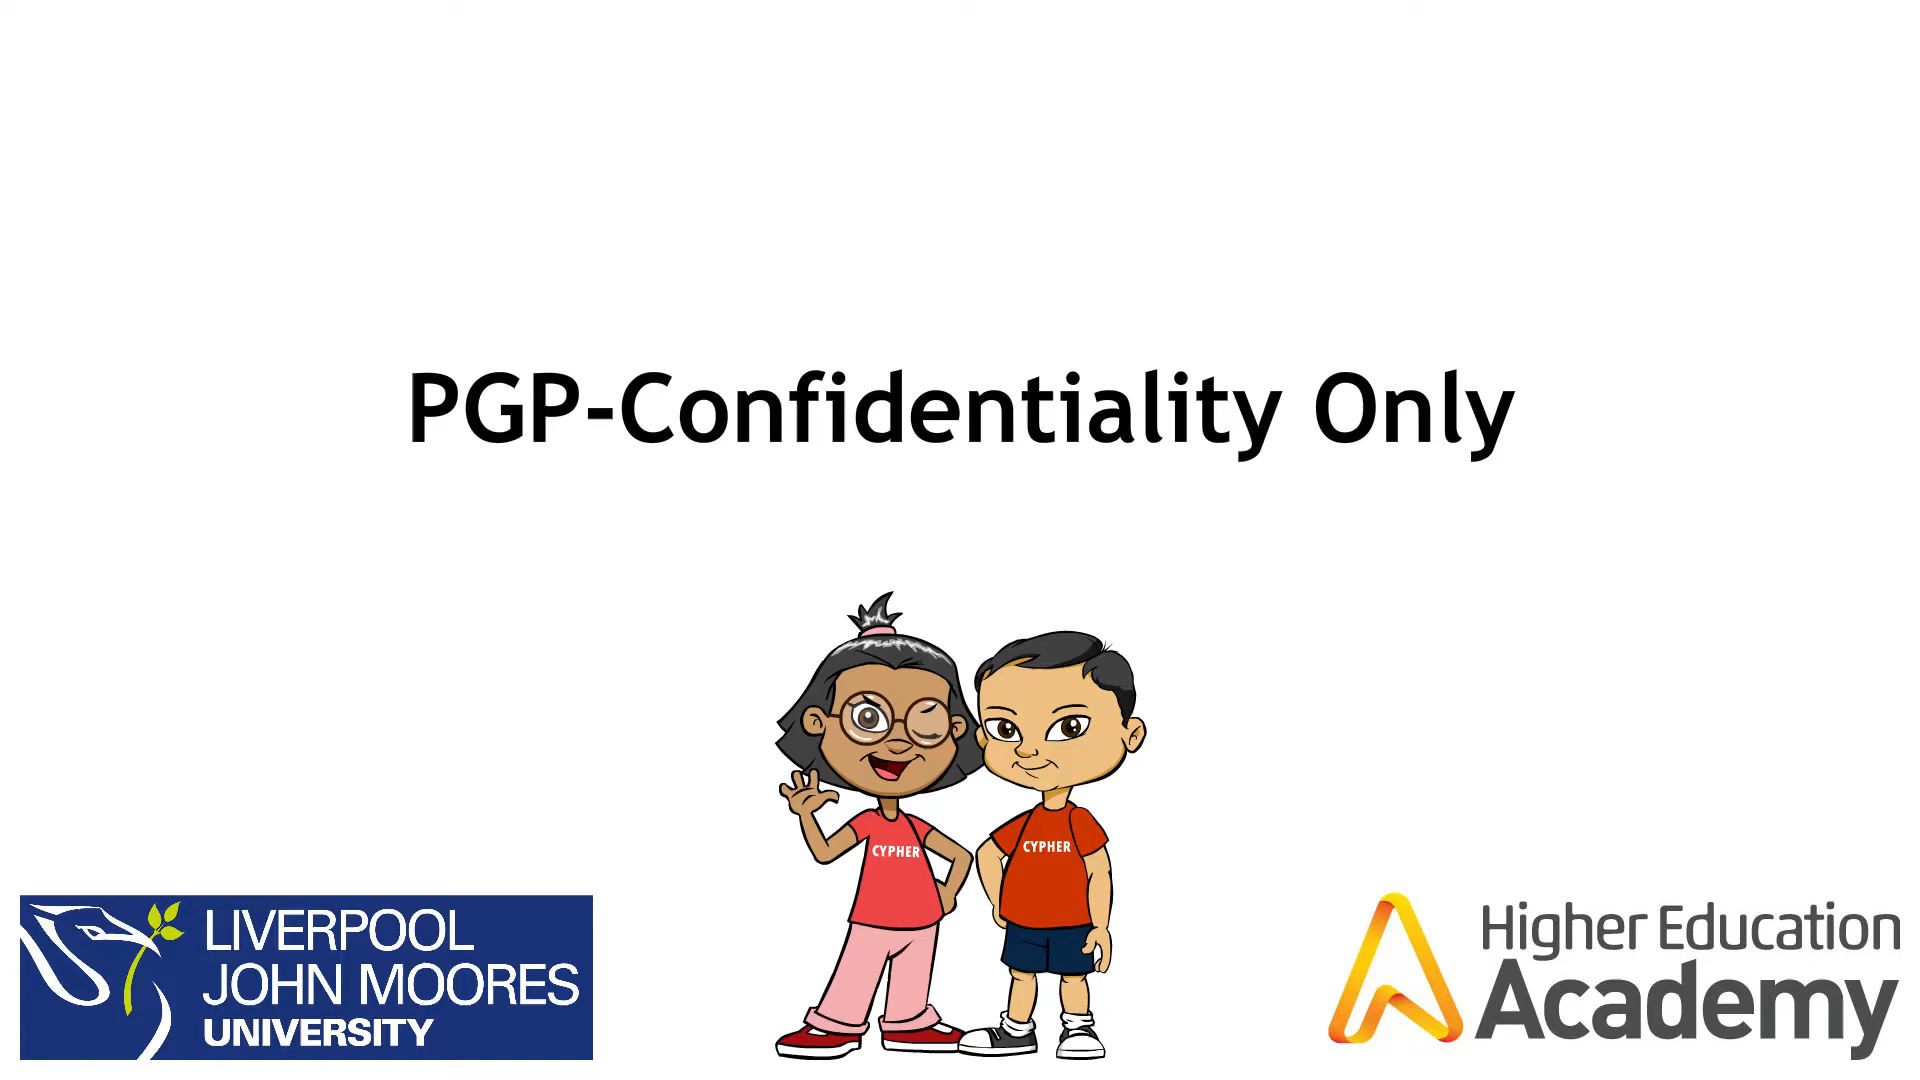 PGP-Confidentiality Only
CYPHER
CYPHER
LIVERPOOL
JOHN MOORES
UNIVERSITY
Higher Education
Academy